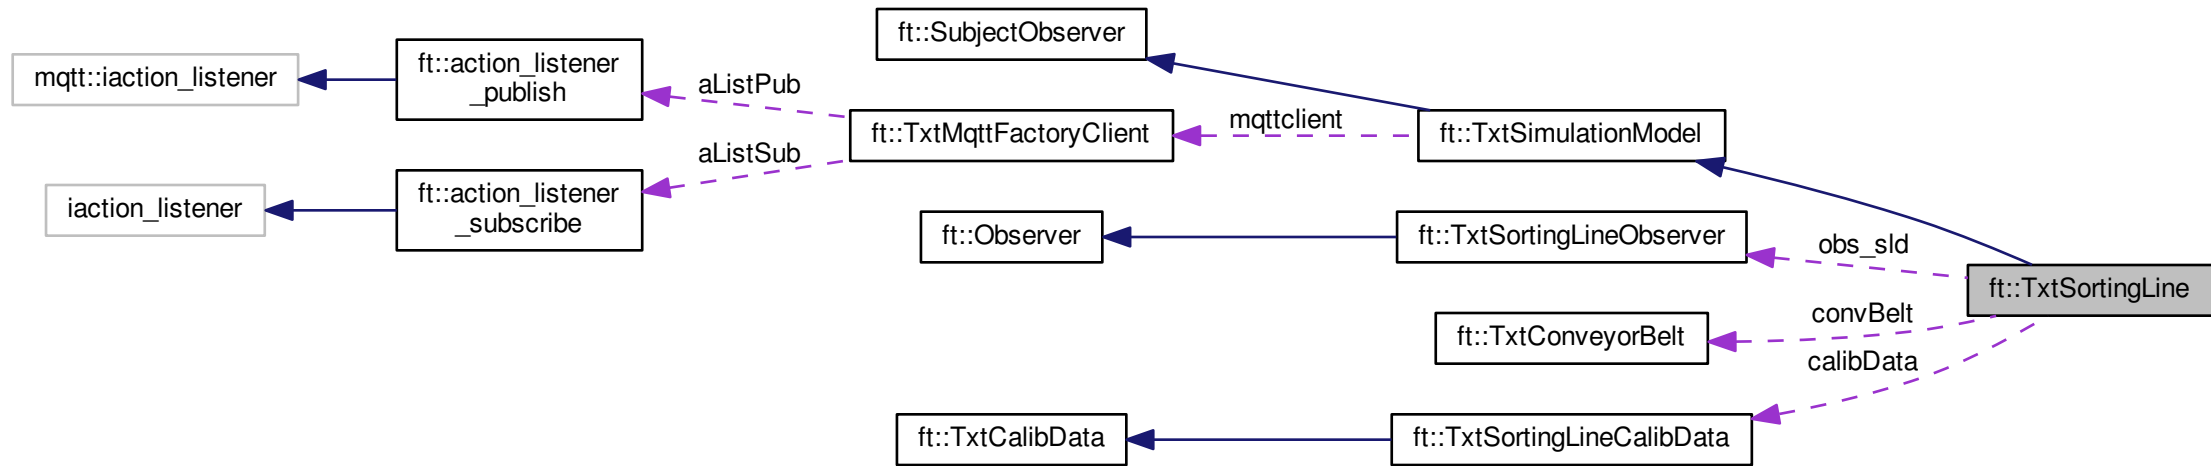 ft::SubjectObserver
mqtt::iaction_listener
ft::action_listener
_publish
aListPub
ft::TxtMqttFactoryClient
mqttclient
ft::TxtSimulationModel
aListSub
iaction_listener
ft::action_listener
_subscribe
ft::Observer
ft::TxtSortingLineObserver
obs_sld
ft::TxtSortingLine
convBelt
ft::TxtConveyorBelt
calibData
ft::TxtCalibData
ft::TxtSortingLineCalibData